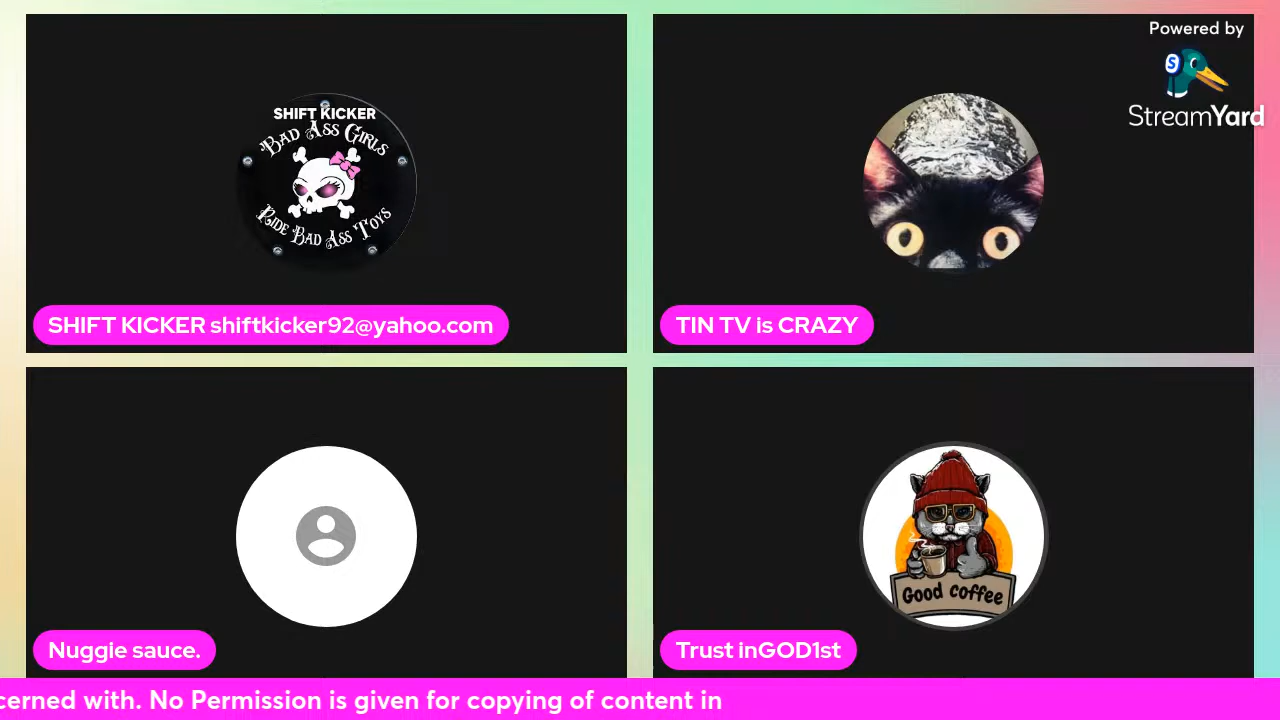 Powered by
StreamYard
SHIFT KICKER
BAD ASS GIRLS
RIDE BAD ASS TOYS
SHIFT KICKER shiftkicker92@yahoo.com
TIN TV is CRAZY
S
Good coffee
Nuggie sauce.
Trust inGOD1st
cerned with. No Permission is given for copying of content in